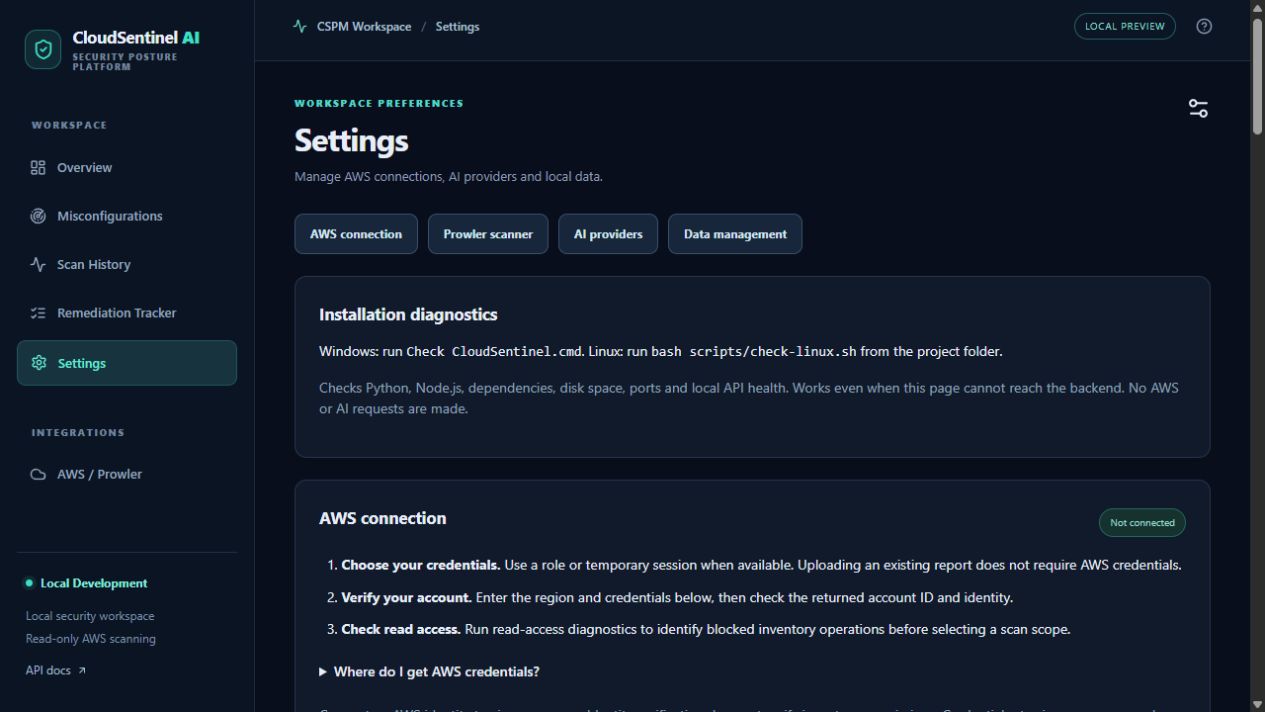 CloudSentinel AI
SECURITY POSTURE
PLATFORM
WORKSPACE
Overview
Misconfigurations
Scan History
Remediation Tracker
Settings
INTEGRATIONS
AWS / Prowler
Local Development
Local security workspace
Read-only AWS scanning
API docs ↗
CSPM Workspace / Settings
LOCAL PREVIEW
WORKSPACE PREFERENCES
Settings
Manage AWS connections, AI providers and local data.
AWS connection
Prowler scanner
AI providers
Data management
Installation diagnostics
Windows: run Check CloudSentinel.cmd. Linux: run bash scripts/check-linux.sh from the project folder.
Checks Python, Node.js, dependencies, disk space, ports and local API health. Works even when this page cannot reach the backend. No AWS
or AI requests are made.
AWS connection
Not connected
1. Choose your credentials. Use a role or temporary session when available. Uploading an existing report does not require AWS credentials.
2. Verify your account. Enter the region and credentials below, then check the returned account ID and identity.
3. Check read access. Run read-access diagnostics to identify blocked inventory operations before selecting a scan scope.
Where do I get AWS credentials?